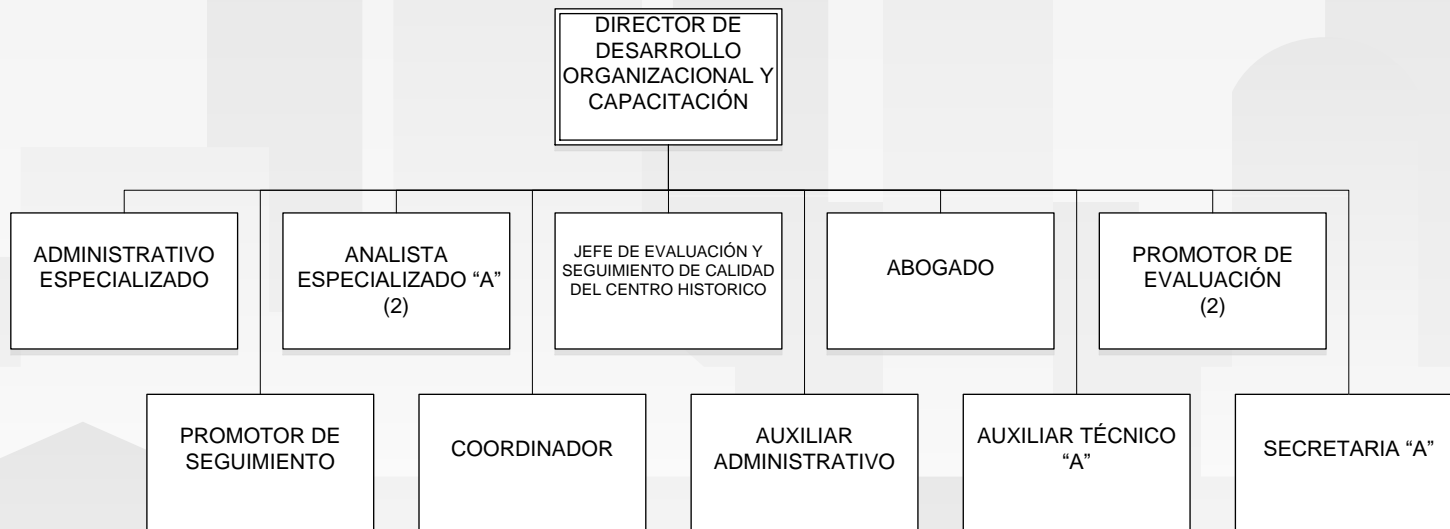 DIRECTOR DE
DESARROLLO
ORGANIZACIONAL Y
CAPACITACIÓN
ADMINISTRATIVO
ESPECIALIZADO
ANALISTA
ESPECIALIZADO “A”
(2)
JEFE DE EVALUACIÓN Y
SEGUIMIENTO DE CALIDAD
DEL CENTRO HISTORICO
ABOGADO
PROMOTOR DE
EVALUACIÓN
(2)
PROMOTOR DE
SEGUIMIENTO
COORDINADOR
AUXILIAR
ADMINISTRATIVO
AUXILIAR TÉCNICO
“A”
SECRETARIA “A”